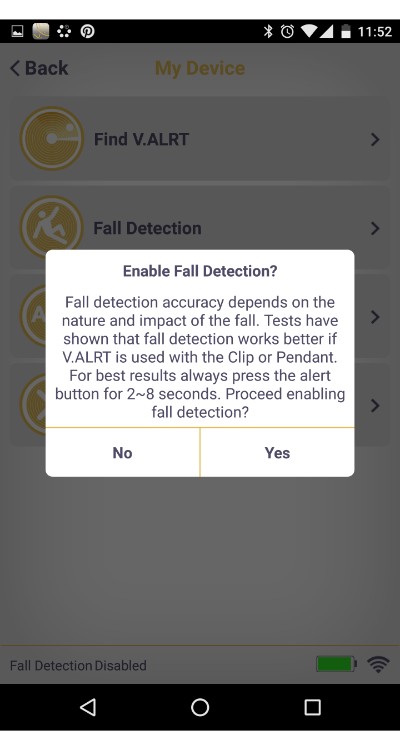 11:52
Back
My Device
Find V.ALRT
Fall Detection
Enable Fall Detection?
Fall detection accuracy depends on the
nature and impact of the fall. Tests have
shown that fall detection works better if
V.ALRT is used with the Clip or Pendant.
For best results always press the alert
button for 2~8 seconds. Proceed enabling
fall detection?
No
Yes
Fall Detection Disabled